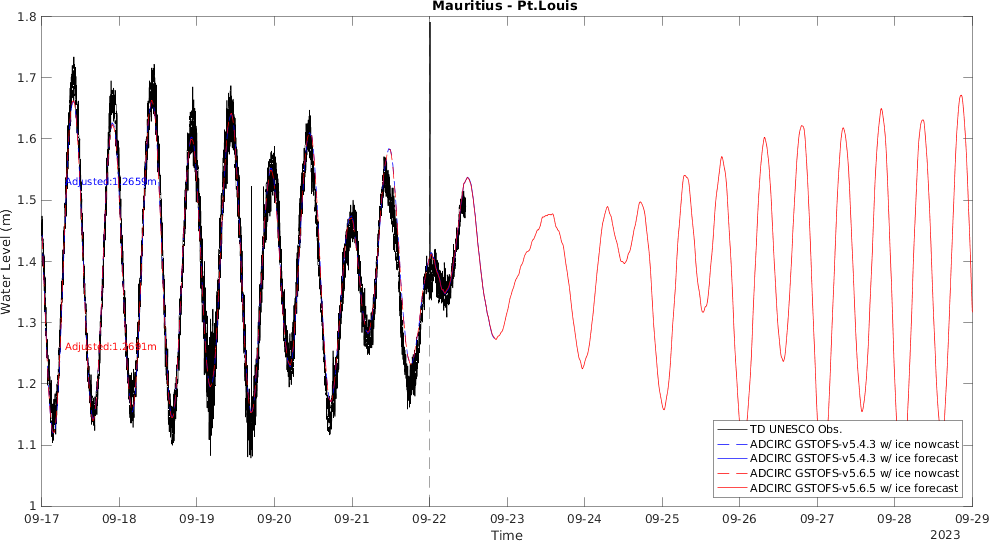 Mauritius - Pt.Louis
1.8
1.7
1.6
1.5
1.4
1.3
1.2
1.1
1
Water Level (m)
Adjusted:1.2659m
Adjusted:1.2691m
TD UNESCO Obs.
ADCIRC GSTOFS-v5.4.3 w/ ice nowcast
ADCIRC GSTOFS-v5.4.3 w/ ice forecast
ADCIRC GSTOFS-v5.6.5 w/ ice nowcast
ADCIRC GSTOFS-v5.6.5 w/ ice forecast
09-17 09-18 09-19 09-20 09-21 09-22 09-23 09-24 09-25 09-26 09-27 09-28 09-29
Time
2023